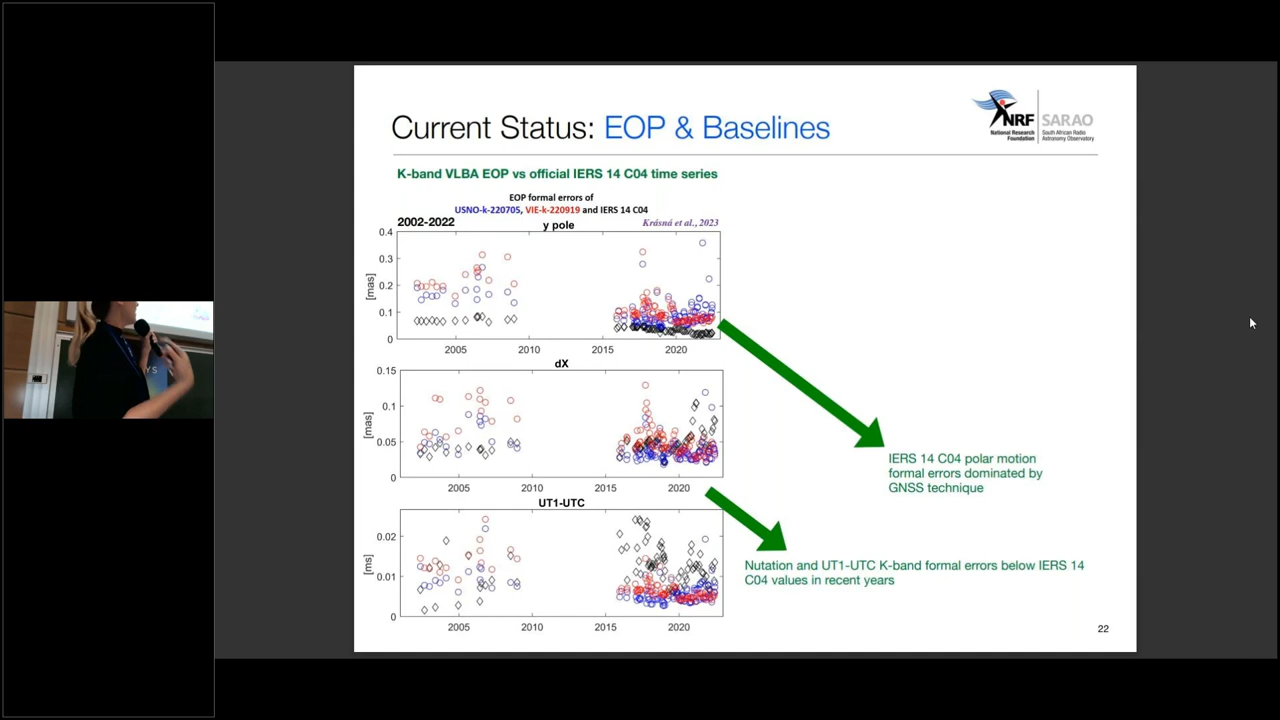 Current Status: EOP & Baselines
NRF
National Research
Foundation
SARAO
South African Radio
Astronomy Observatory
K-band VLBA EOP vs official IERS 14 C04 time series
EOP formal errors of
USNO-k-220705, VIE-k-220919 and IERS 14 C04
2002-2022
y pole
Krásná et al., 2023
0.4
0.3
0.2
0.1
0
[mas]
2005
2010
2015
2020
dX
0.15
0.1
0.05
0
[mas]
2005
2010
2015
2020
UT1-UTC
0.02
0.01
0
[ms]
2005
2010
2015
2020
IERS 14 C04 polar motion
formal errors dominated by
GNSS technique
Nutation and UT1-UTC K-band formal errors below IERS 14
C04 values in recent years
22